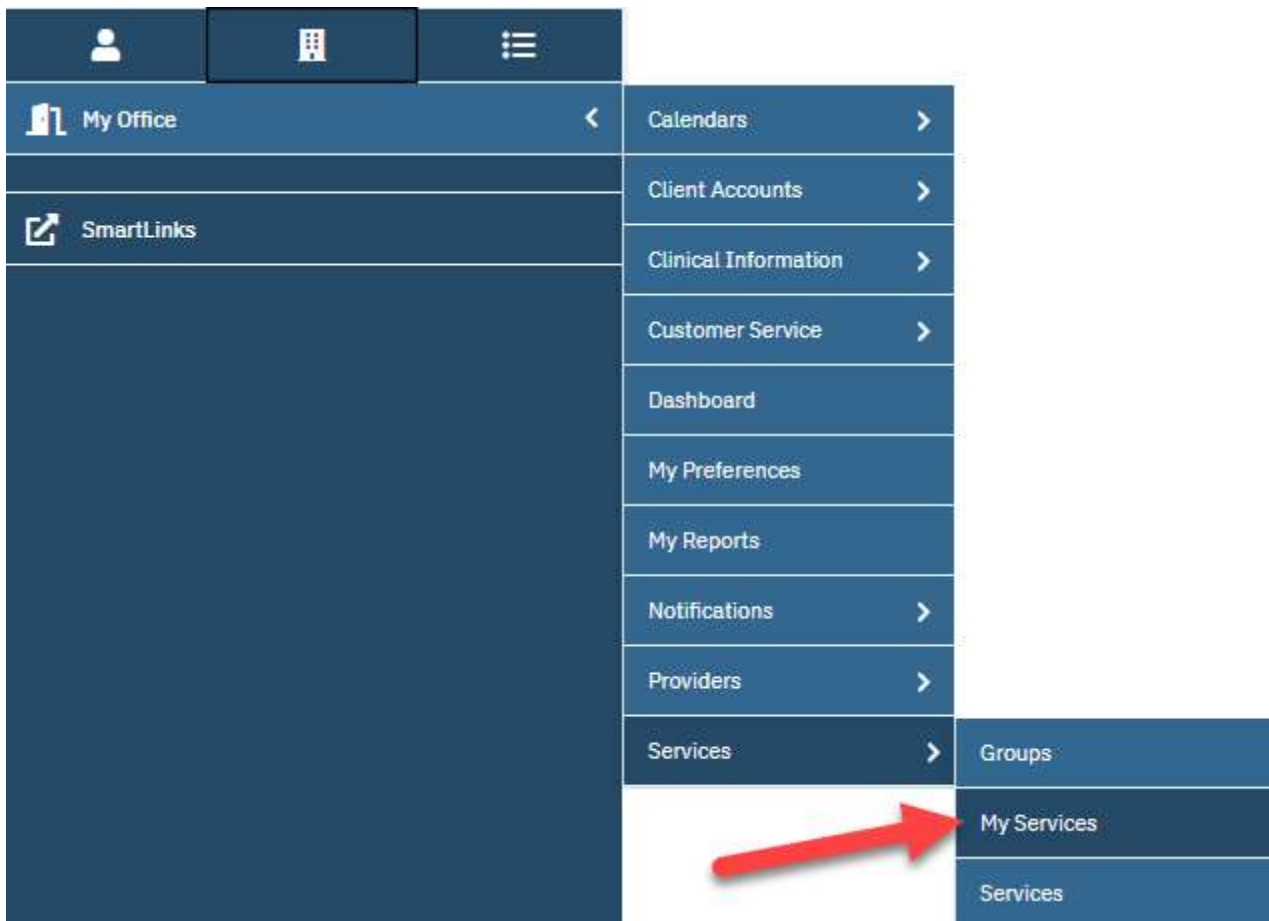 My Office
SmartLinks
Calendars
Client Accounts
Clinical Information
Customer Service
Dashboard
My Preferences
My Reports
Notifications
Providers
Services
Groups
My Services
Services